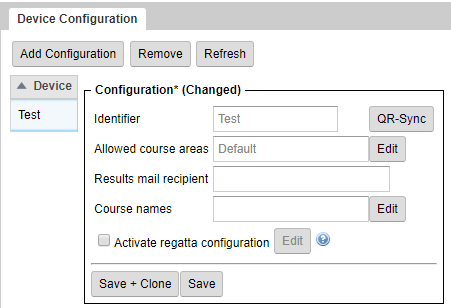 Device Configuration
Add Configuration Remove Refresh
Device
Test
Configuration* (Changed)
Identifier Test QR-Sync
Allowed course areas Default Edit
Results mail recipient
Course names Edit
Activate regatta configuration Edit ?
Save + Clone Save